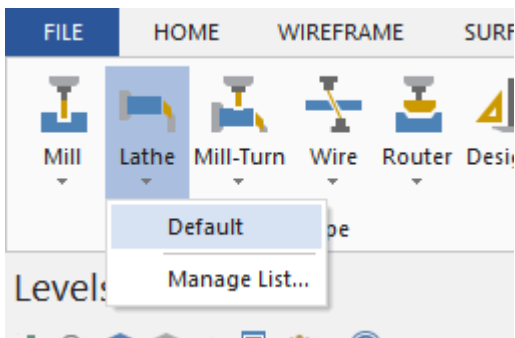 FILE HOME WIREFRAME
Mill Lathe Mill-Turn Wire Router
Default
Manage List...